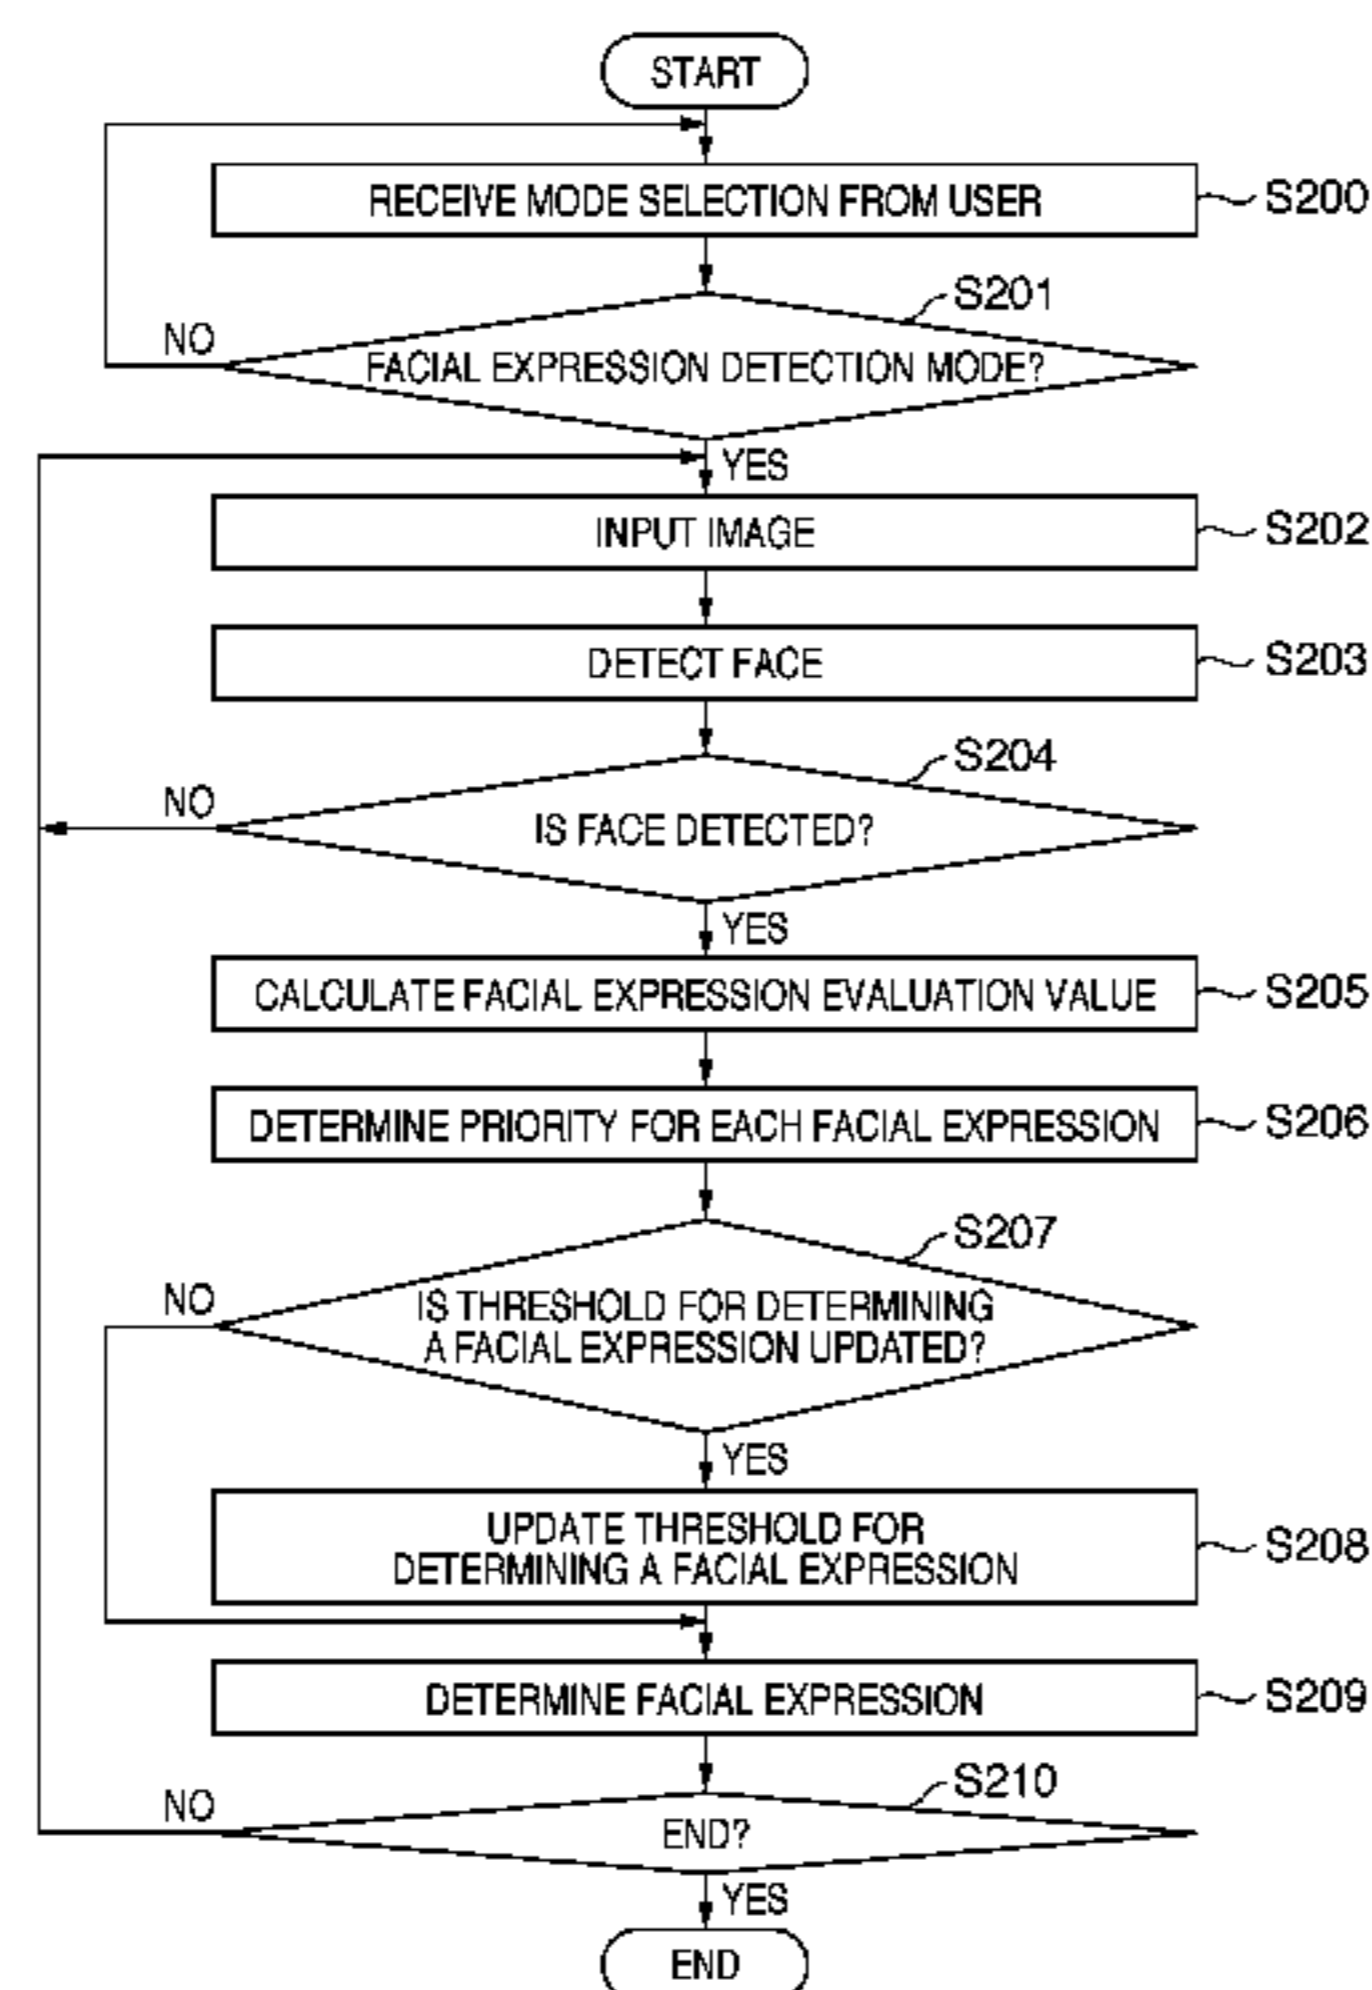 START
RECEIVE MODE SELECTION FROM USER
S200
S201
NO
FACIAL EXPRESSION DETECTION MODE?
YES
INPUT IMAGE
S202
DETECT FACE
S203
S204
NO
IS FACE DETECTED?
YES
CALCULATE FACIAL EXPRESSION EVALUATION VALUE
S205
DETERMINE PRIORITY FOR EACH FACIAL EXPRESSION
S206
S207
NO
IS THRESHOLD FOR DETERMINING
A FACIAL EXPRESSION UPDATED?
YES
UPDATE THRESHOLD FOR
DETERMINING A FACIAL EXPRESSION
S208
DETERMINE FACIAL EXPRESSION
S209
S210
NO
END?
YES
END